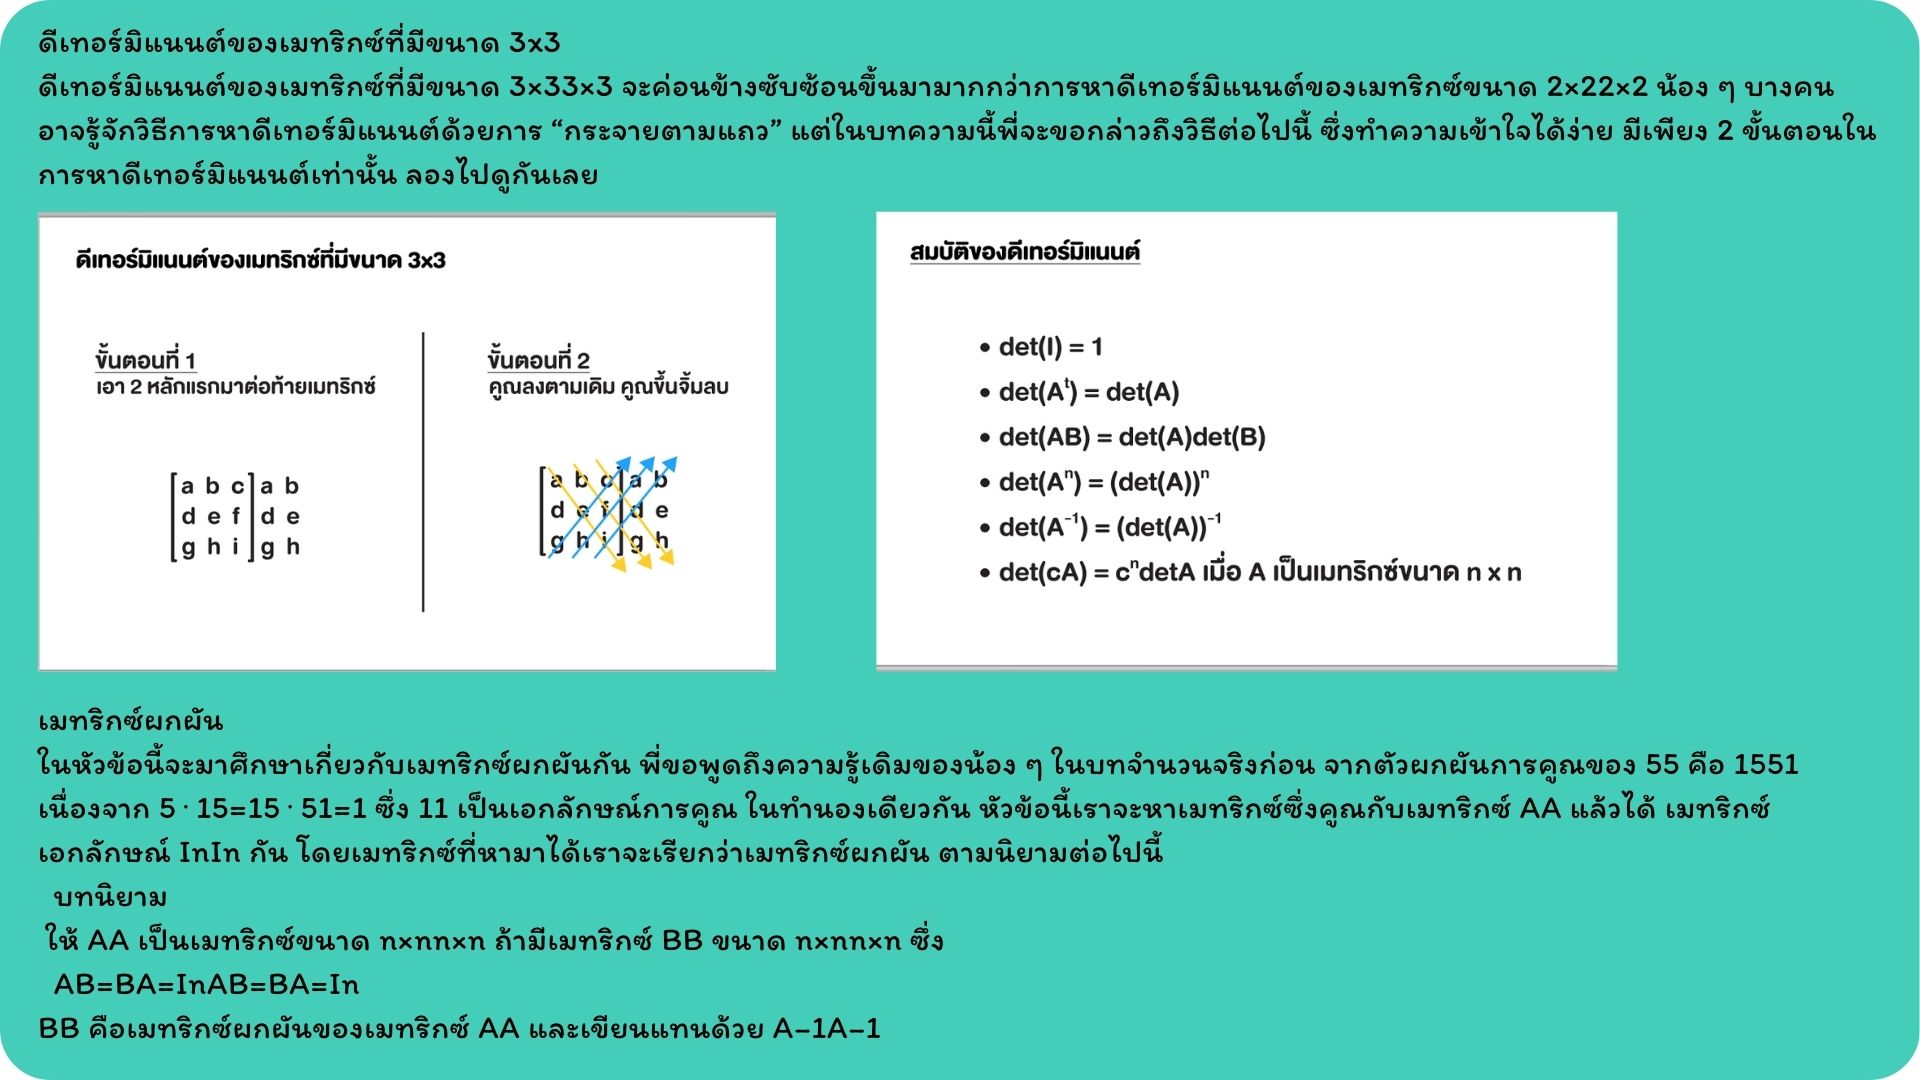 ดีเทอร์มิแนนต์ของเมทริกซ์ที่มีขนาด 3x3
ดีเทอร์มิแนนต์ของเมทริกซ์ที่มีขนาด 3×33×3 จะค่อนข้างซับซ้อนขึ้นมามากกว่าการหาดีเทอร์มิแนนต์ของเมทริกซ์ขนาด 2×22×2 น้อง ๆ บางคน
อาจรู้จักวิธีการหาดีเทอร์มิแนนต์ด้วยการ “กระจายตามแถว” แต่ในบทความนี้พี่จะขอกล่าวถึงวิธีต่อไปนี้ ซึ่งทำความเข้าใจได้ง่าย มีเพียง 2 ขั้นตอนใน
การหาดีเทอร์มิแนนต์เท่านั้น ลองไปดูกันเลย
ดีเทอร์มิแนนต์ของเมทริกซ์ที่มีขนาด 3x3
ขั้นตอนที่ 1
เอา 2 หลักแรกมาต่อท้ายเมทริกซ์
[a b c] a b
[d e f] d e
[g h i] g h
ขั้นตอนที่ 2
คูณลงตามเดิม คูณขึ้นจิ้มลบ
[a b c] a b
[d e f] d e
[g h i] g h
สมบัติของดีเทอร์มิแนนต์
• det(I) = 1
• det(Aᵗ) = det(A)
• det(AB) = det(A)det(B)
• det(Aⁿ) = (det(A))ⁿ
• det(A⁻¹) = (det(A))⁻¹
• det(cA) = cⁿdetA เมื่อ A เป็นเมทริกซ์ขนาด n x n
เมทริกซ์ผกผัน
ในหัวข้อนี้จะมาศึกษาเกี่ยวกับเมทริกซ์ผกผันกัน พี่ขอพูดถึงความรู้เดิมของน้อง ๆ ในบทจำนวนจริงก่อน จากตัวผกผันการคูณของ 55 คือ 1551
เนื่องจาก 5⋅15=15⋅51=1 ซึ่ง 11 เป็นเอกลักษณ์การคูณ ในทำนองเดียวกัน หัวข้อนี้เราจะหาเมทริกซ์ซึ่งคูณกับเมทริกซ์ AA แล้วได้ เมทริกซ์
เอกลักษณ์ InIn กัน โดยเมทริกซ์ที่หามาได้เราจะเรียกว่าเมทริกซ์ผกผัน ตามนิยามต่อไปนี้
บทนิยาม
ให้ AA เป็นเมทริกซ์ขนาด n×nn×n ถ้ามีเมทริกซ์ BB ขนาด n×nn×n ซึ่ง
AB=BA=InAB=BA=In
BB คือเมทริกซ์ผกผันของเมทริกซ์ AA และเขียนแทนด้วย A−1A−1